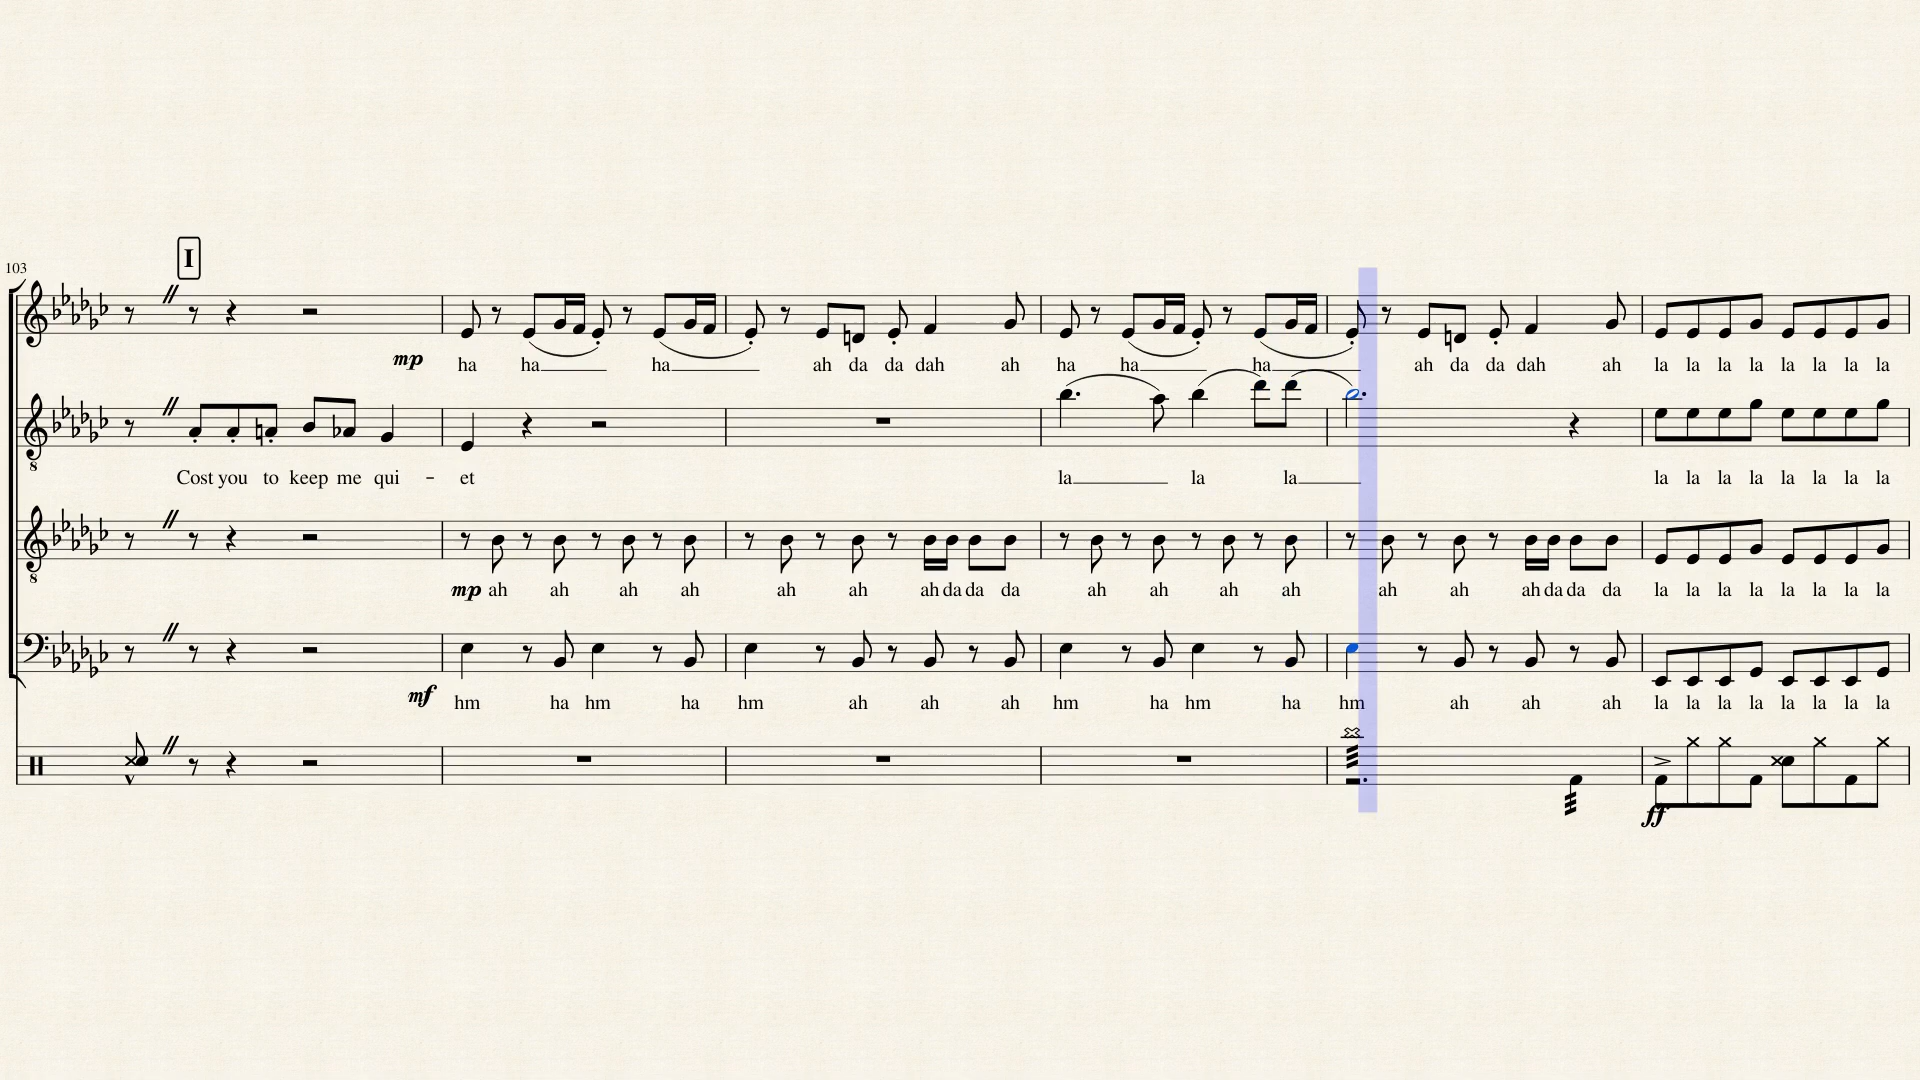 I
103
mp
ha ha ha ah da da dah ah ha ha ha ah da da dah ah la la la la la la la la
8
Cost you to keep me qui - et la la la la la la la la la la la
8
mp ah ah ah ah ah ah ah da da da ah ah ah ah ah ah ah da da da la la la la la la la la
mf
hm ha hm ha hm ah ah ah hm ha hm ha hm ah ah ah la la la la la la la la
ff